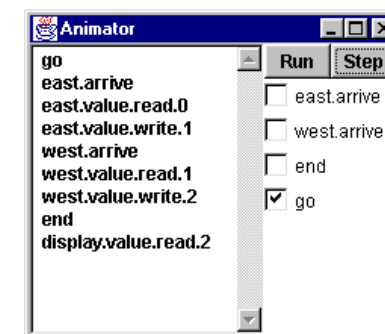 Animator
go
east.arrive
east.value.read.0
east.value.write.1
west.arrive
west.value.read.1
west.value.write.2
end
display.value.read.2
Run Step
east.arrive
west.arrive
end
go